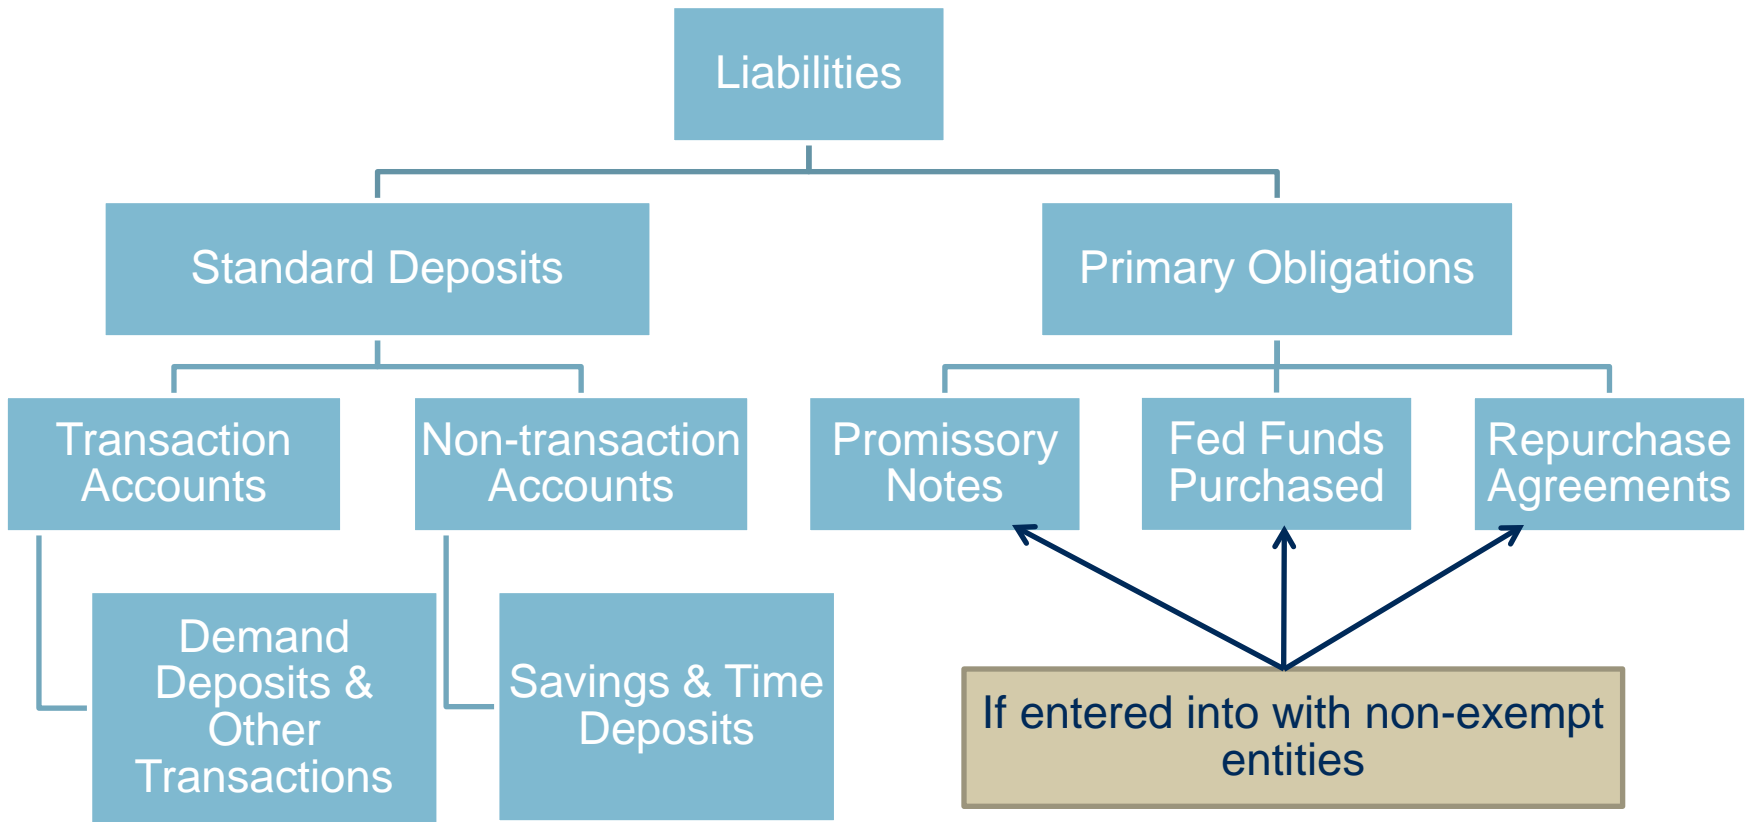 Liabilities
Standard Deposits
Primary Obligations
Transaction
Accounts
Non-transaction
Accounts
Promissory
Notes
Fed Funds
Purchased
Repurchase
Agreements
Demand
Deposits &
Other
Transactions
Savings & Time
Deposits
If entered into with non-exempt
entities